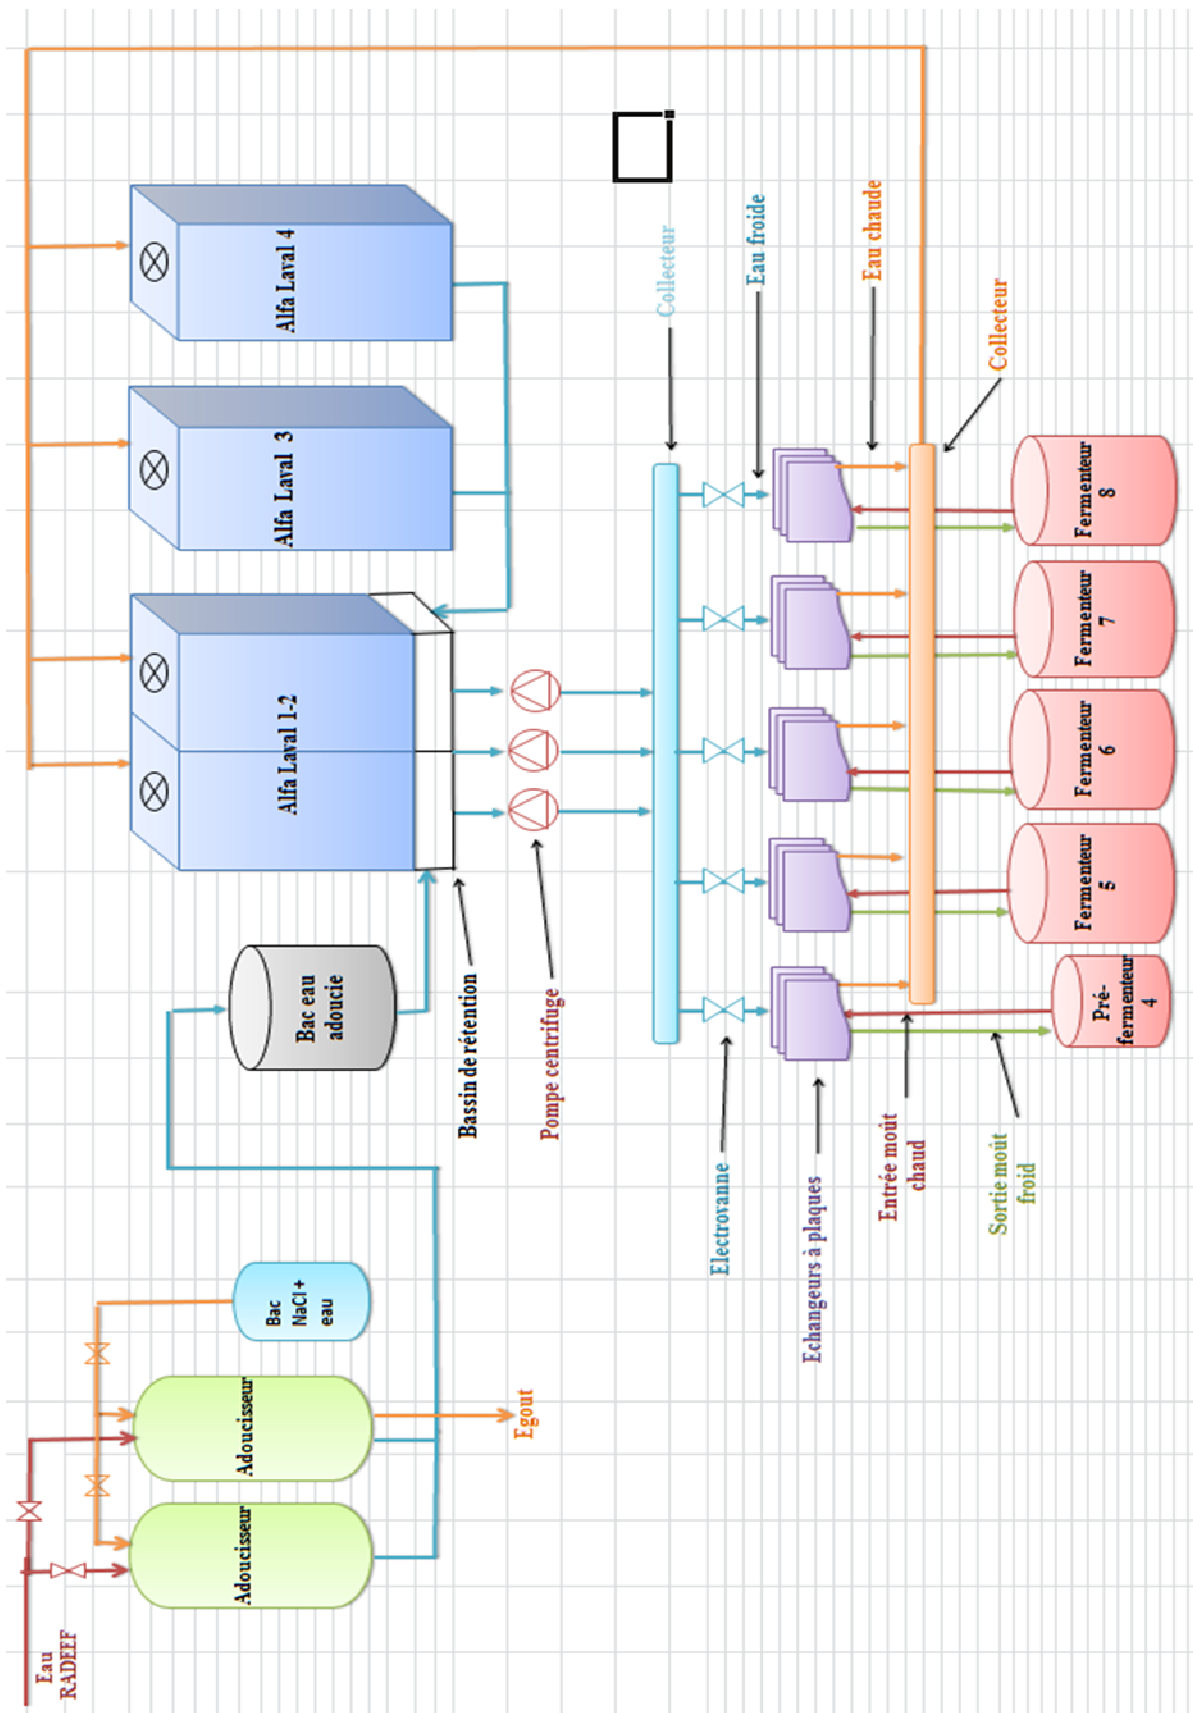 Eau
RADEEF
Adoucisseur
Adoucisseur
Bac
NaCl +
eau
Egout
Bac eau
adoucie
Alfa Laval 1-2
Alfa Laval 3
Alfa Laval 4
Bassin de rétention
Pompe centrifuge
Collecteur
Eau froide
Eau chaude
Collecteur
Electrovanne
Echangeurs à plaques
Entrée moût
chaud
Sortie mout
froid
Pré-
fermenteur
4
Fermenteur
5
Fermenteur
6
Fermenteur
7
Fermenteur
8